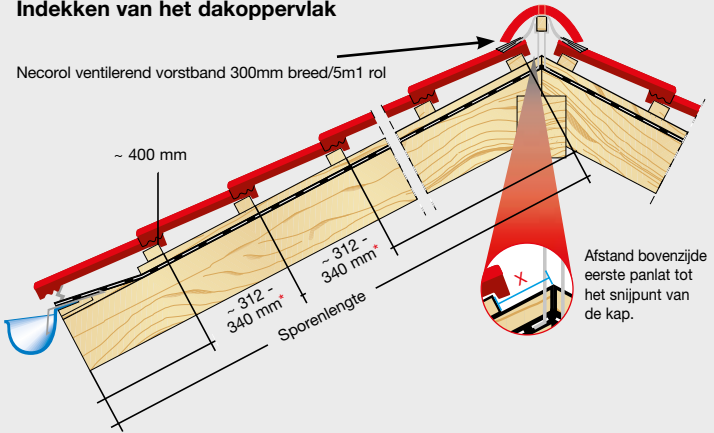 Indekken van het dakoppervlak
Necorol ventilerend vorstband 300mm breed/5m1 rol
~ 400 mm
~ 312 -
340 mm*
~ 312 -
340 mm*
Sporenlengte
X
Afstand bovenzijde
eerste panlat tot
het snijpunt van
de kap.